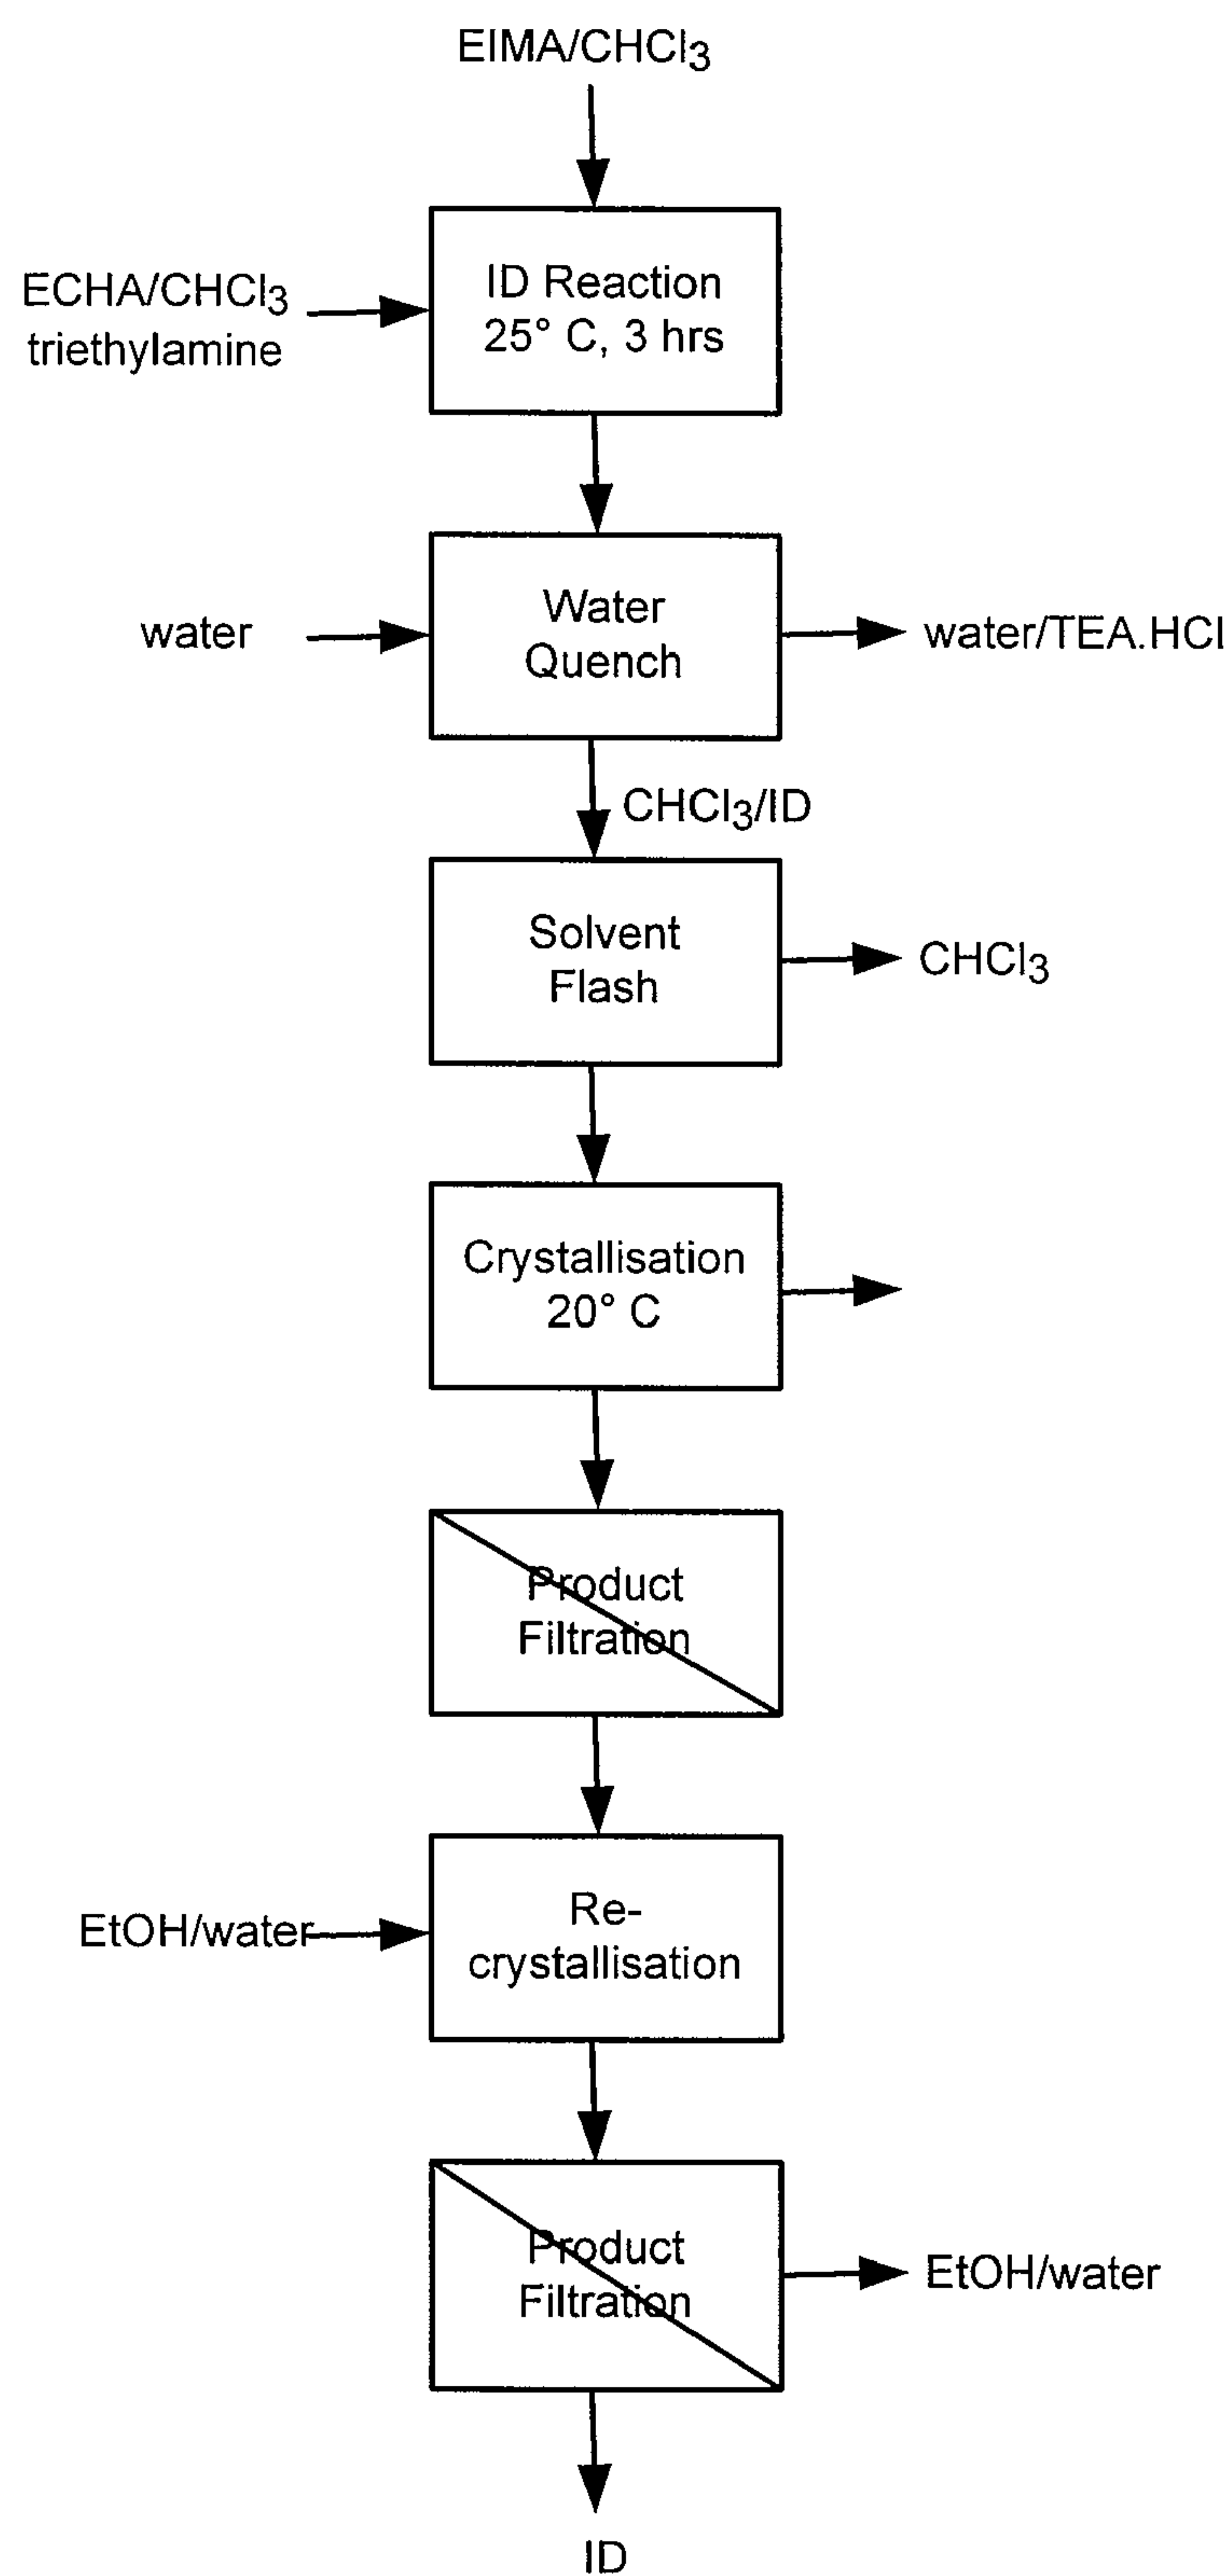 EIMA/CHCl3
ECHA/CHCl3
triethylamine
ID Reaction
25° C, 3 hrs
water
Water
Quench
water/TEA.HCl
CHCl3/ID
Solvent
Flash
CHCl3
Crystallisation
20° C
Product
Filtration
EtOH/water
Re-
crystallisation
Product
Filtration
EtOH/water
ID